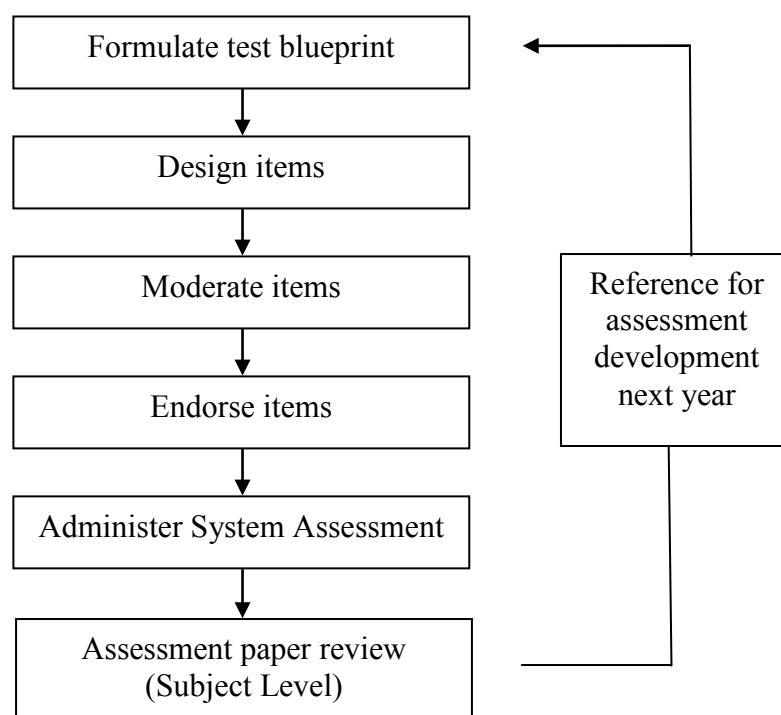 Formulate test blueprint
Design items
Moderate items
Endorse items
Administer System Assessment
Assessment paper review
(Subject Level)
Reference for
assessment
development
next year